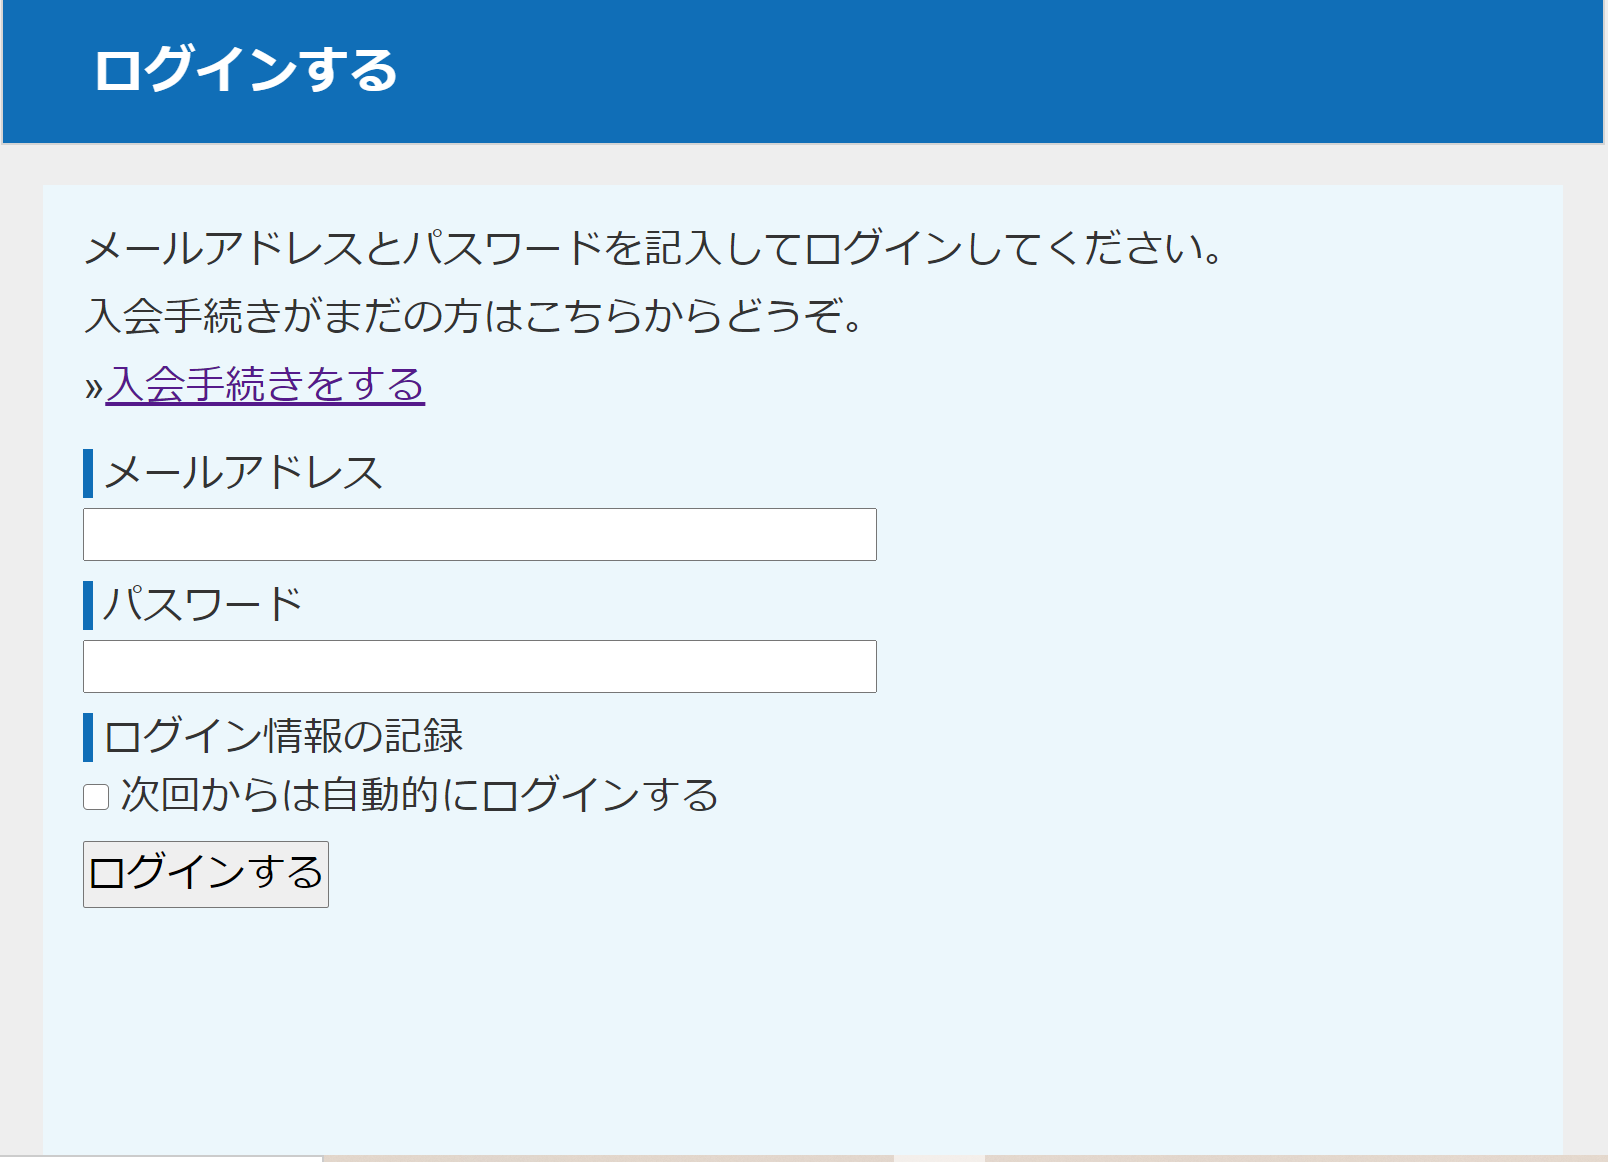 ログインする
メールアドレスとパスワードを記入してログインしてください。
入会手続きがまだの方はこちらからどうぞ。
»入会手続きをする
メールアドレス
パスワード
ログイン情報の記録
次回からは自動的にログインする
ログインする